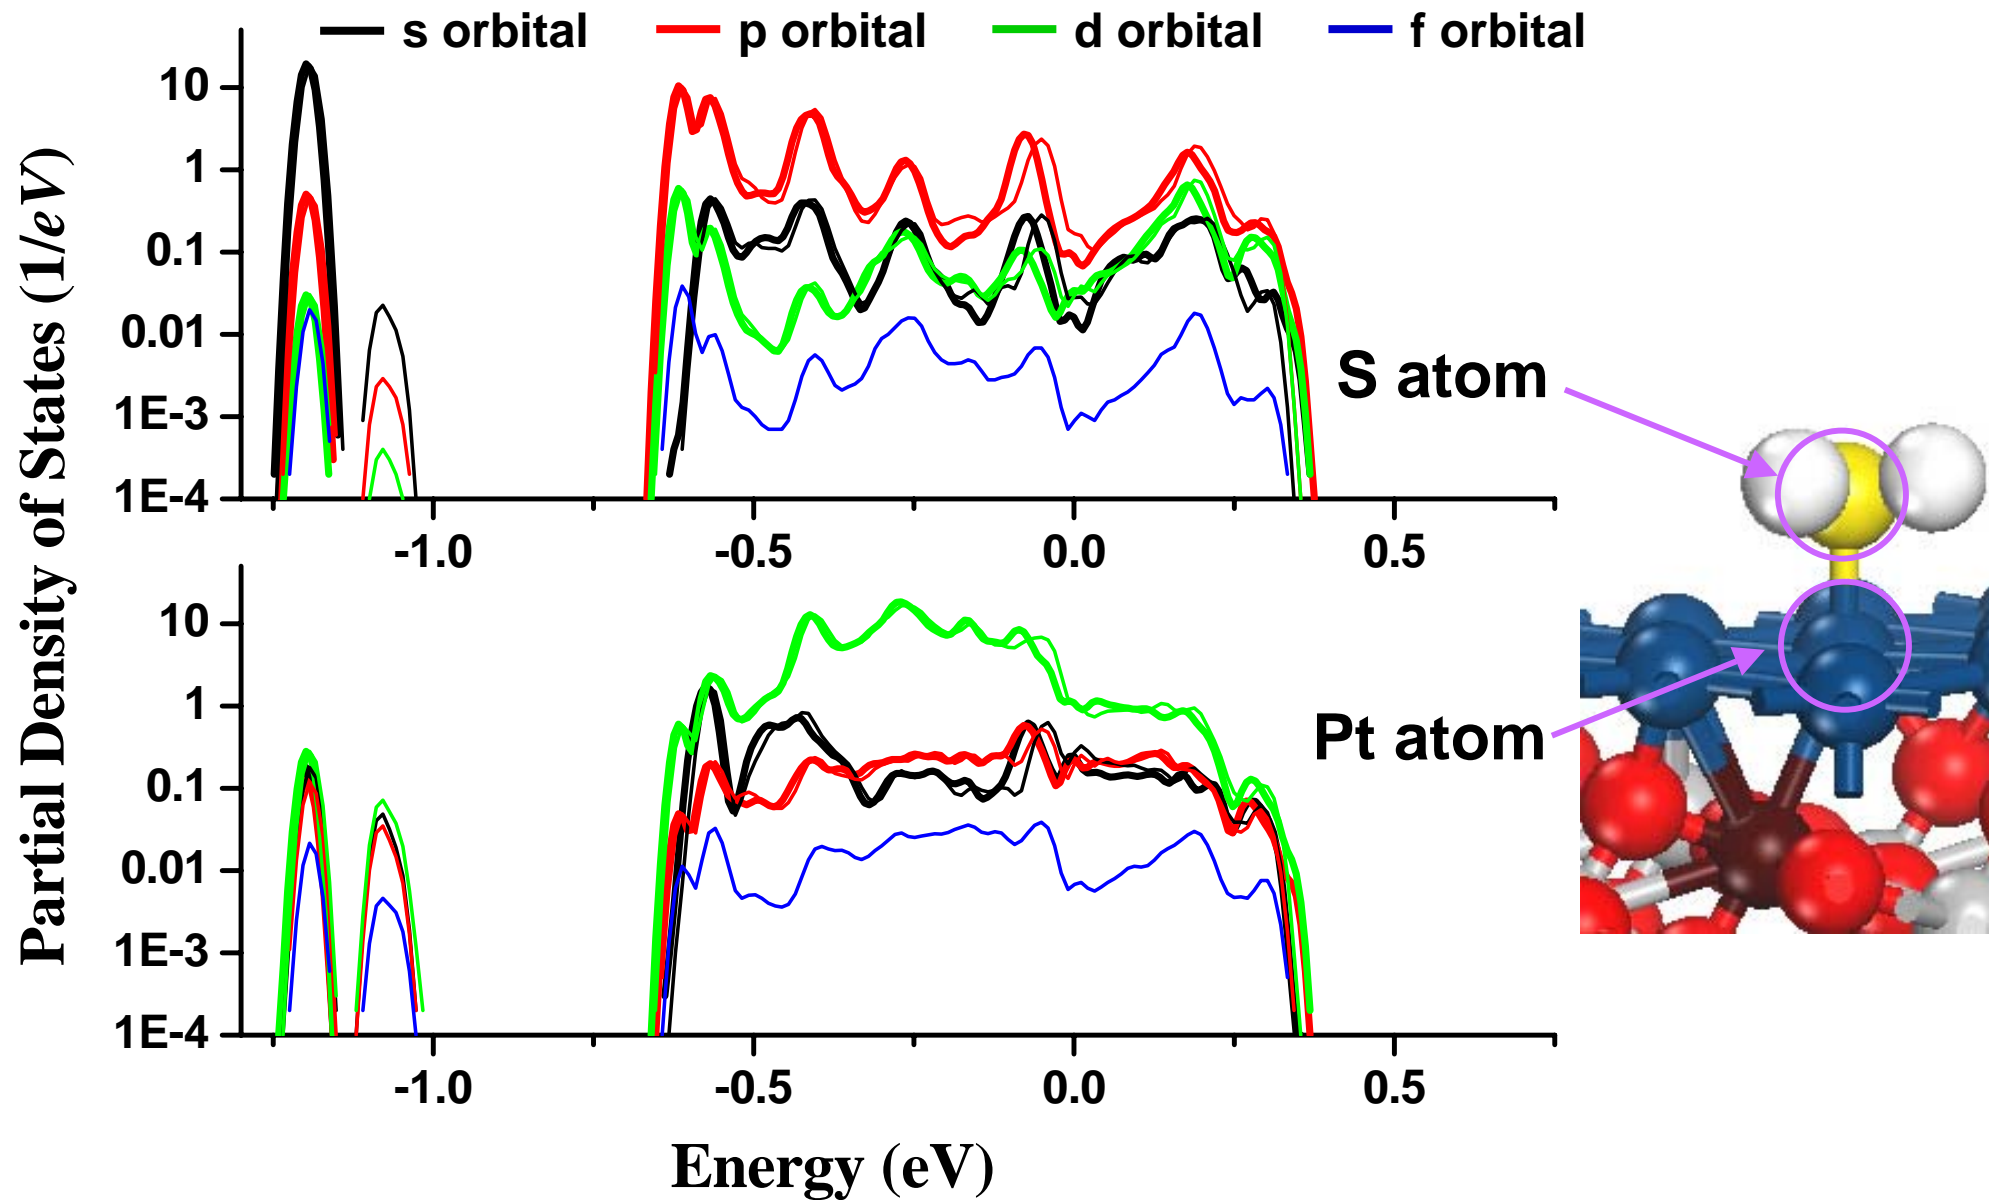 s orbital p orbital d orbital f orbital
Partial Density of States (1/eV)
10
1
0.1
0.01
1E-3
1E-4
-1.0 -0.5 0.0 0.5
S atom
10
1
0.1
0.01
1E-3
1E-4
-1.0 -0.5 0.0 0.5
Pt atom
Energy (eV)